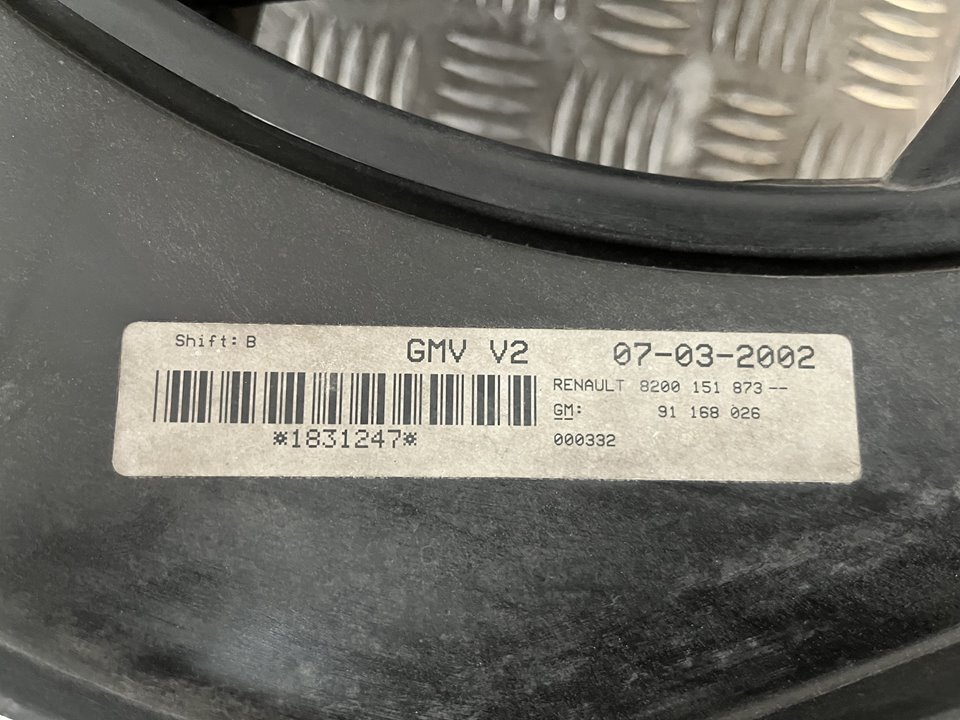 Shift: B
GMV V2
07-03-2002
RENAULT 8200 151 873--
GM: 91 168 026
*1831247*
000332